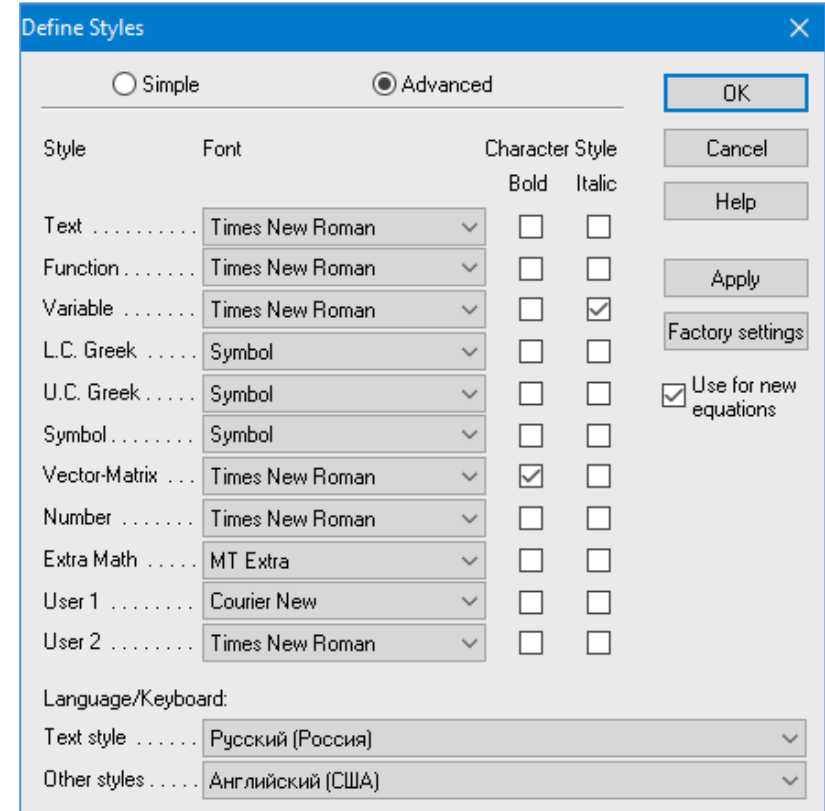 Define Styles
Simple Advanced
OK
Style Font Character Style
Cancel
Bold Italic
Help
Text .......... Times New Roman
Function ....... Times New Roman
Apply
Variable ....... Times New Roman
Factory settings
L.C. Greek ..... Symbol
U.C. Greek ..... Symbol
Use for new
equations
Symbol ........ Symbol
Vector-Matrix ... Times New Roman
Number ....... Times New Roman
Extra Math ..... MT Extra
User 1 ........ Courier New
User 2 ........ Times New Roman
Language/Keyboard:
Text style ...... Русский (Россия)
Other styles ..... Английский (США)